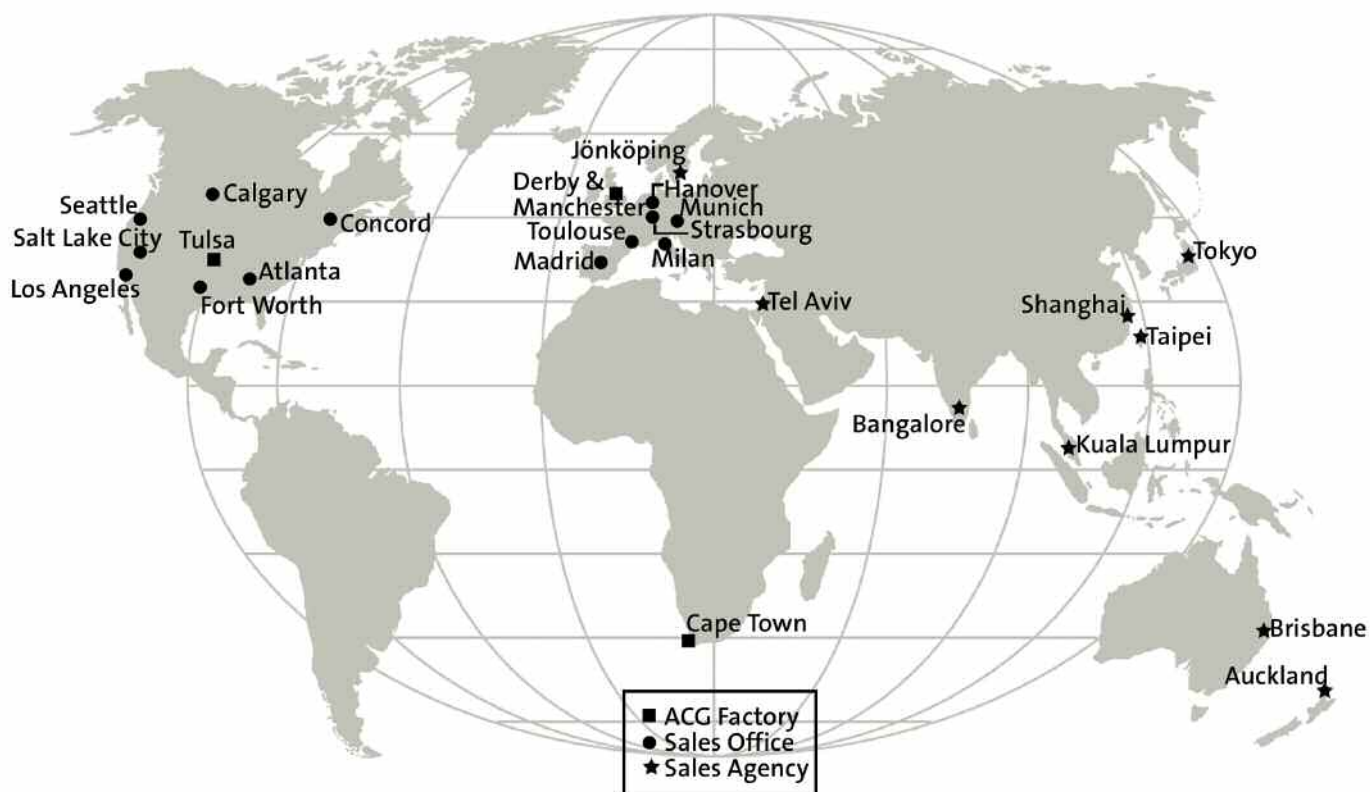 Jönköping
Derby &
Manchester
Hanover
Munich
Strasbourg
Toulouse
Madrid
Milan
Seattle
Calgary
Concord
Salt Lake City
Tulsa
Los Angeles
Atlanta
Fort Worth
Tel Aviv
Tokyo
Shanghai
Taipei
Bangalore
Kuala Lumpur
Cape Town
Brisbane
Auckland
ACG Factory
Sales Office
Sales Agency